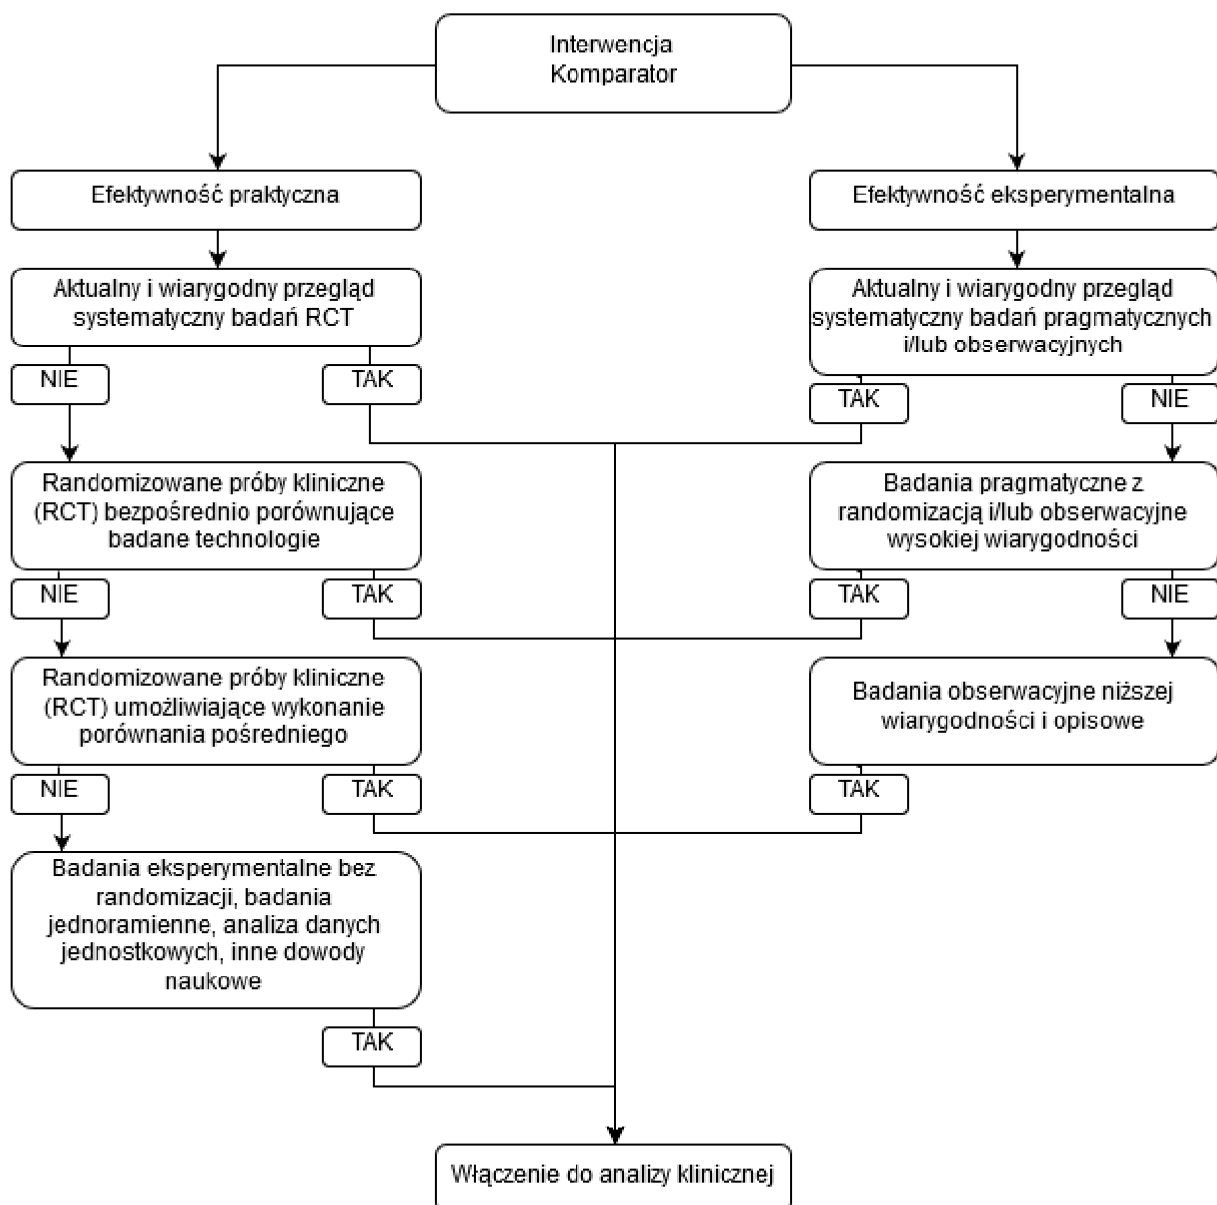 Interwencja
Komparator
Efektywność praktyczna
Efektywność eksperymentalna
Aktualny i wiarygodny przegląd
systematyczny badań RCT
Aktualny i wiarygodny przegląd
systematyczny badań pragmatycznych
i/lub obserwacyjnych
NIE
TAK
TAK
NIE
Randomizowane próby kliniczne
(RCT) bezpośrednio porównujące
badane technologie
Badania pragmatyczne z
randomizacją i/lub obserwacyjne
wysokiej wiarygodności
NIE
TAK
TAK
NIE
Randomizowane próby kliniczne
(RCT) umożliwiające wykonanie
porównania pośredniego
Badania obserwacyjne niższej
wiarygodności i opisowe
NIE
TAK
TAK
Badania eksperymentalne bez
randomizacji, badania
jednoramienne, analiza danych
jednostkowych, inne dowody
naukowe
TAK
Włączenie do analizy klinicznej